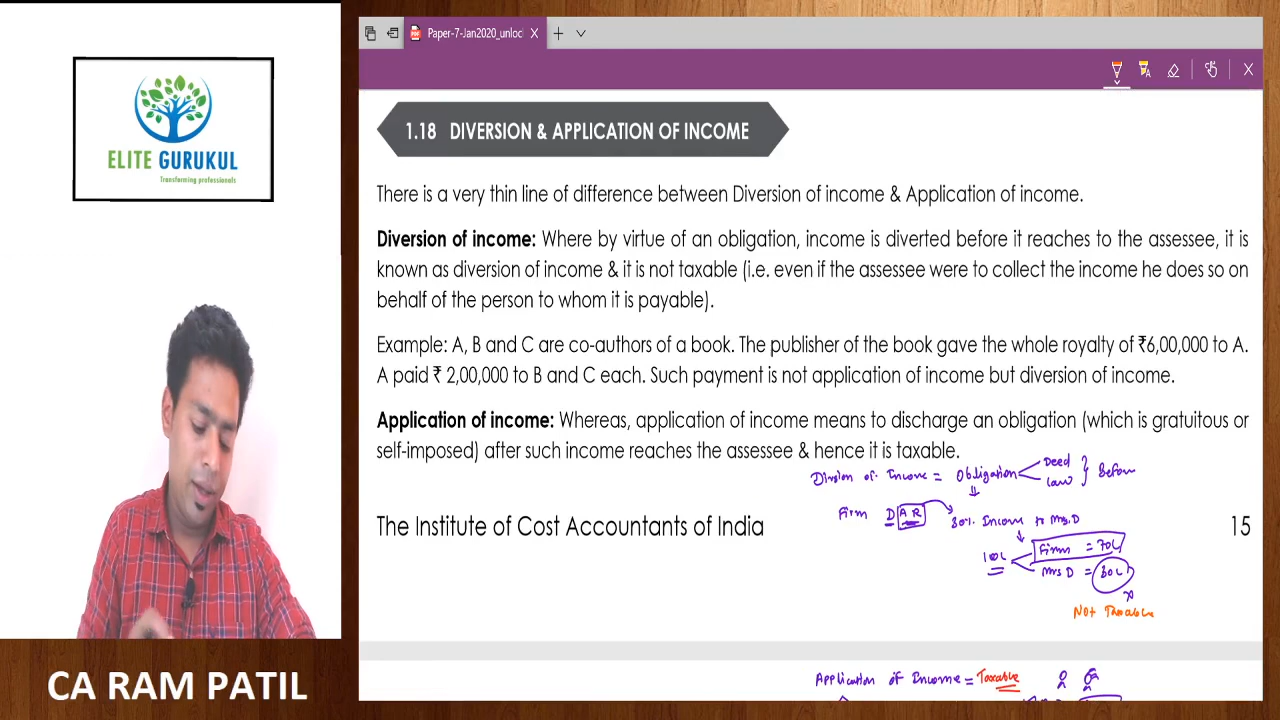 Paper-7-Jan2020_unloc
ELITE GURUKUL
Transforming professionals
1.18 DIVERSION & APPLICATION OF INCOME
There is a very thin line of difference between Diversion of income & Application of income.
Diversion of income: Where by virtue of an obligation, income is diverted before it reaches to the assessee, it is
known as diversion of income & it is not taxable (i.e. even if the assessee were to collect the income he does so on
behalf of the person to whom it is payable).
Example: A, B and C are co-authors of a book. The publisher of the book gave the whole royalty of ₹6,00,000 to A.
A paid ₹ 2,00,000 to B and C each. Such payment is not application of income but diversion of income.
Application of income: Whereas, application of income means to discharge an obligation (which is gratuitous or
self-imposed) after such income reaches the assessee & hence it is taxable.
of Income = Obligation Deed
Law Before
Firm D A R 30% Income to Mrs. D
100L Firm = 70L
Mrs D = 30L
Not Taxable
The Institute of Cost Accountants of India 15
Application of Income = Taxable
CA RAM PATIL